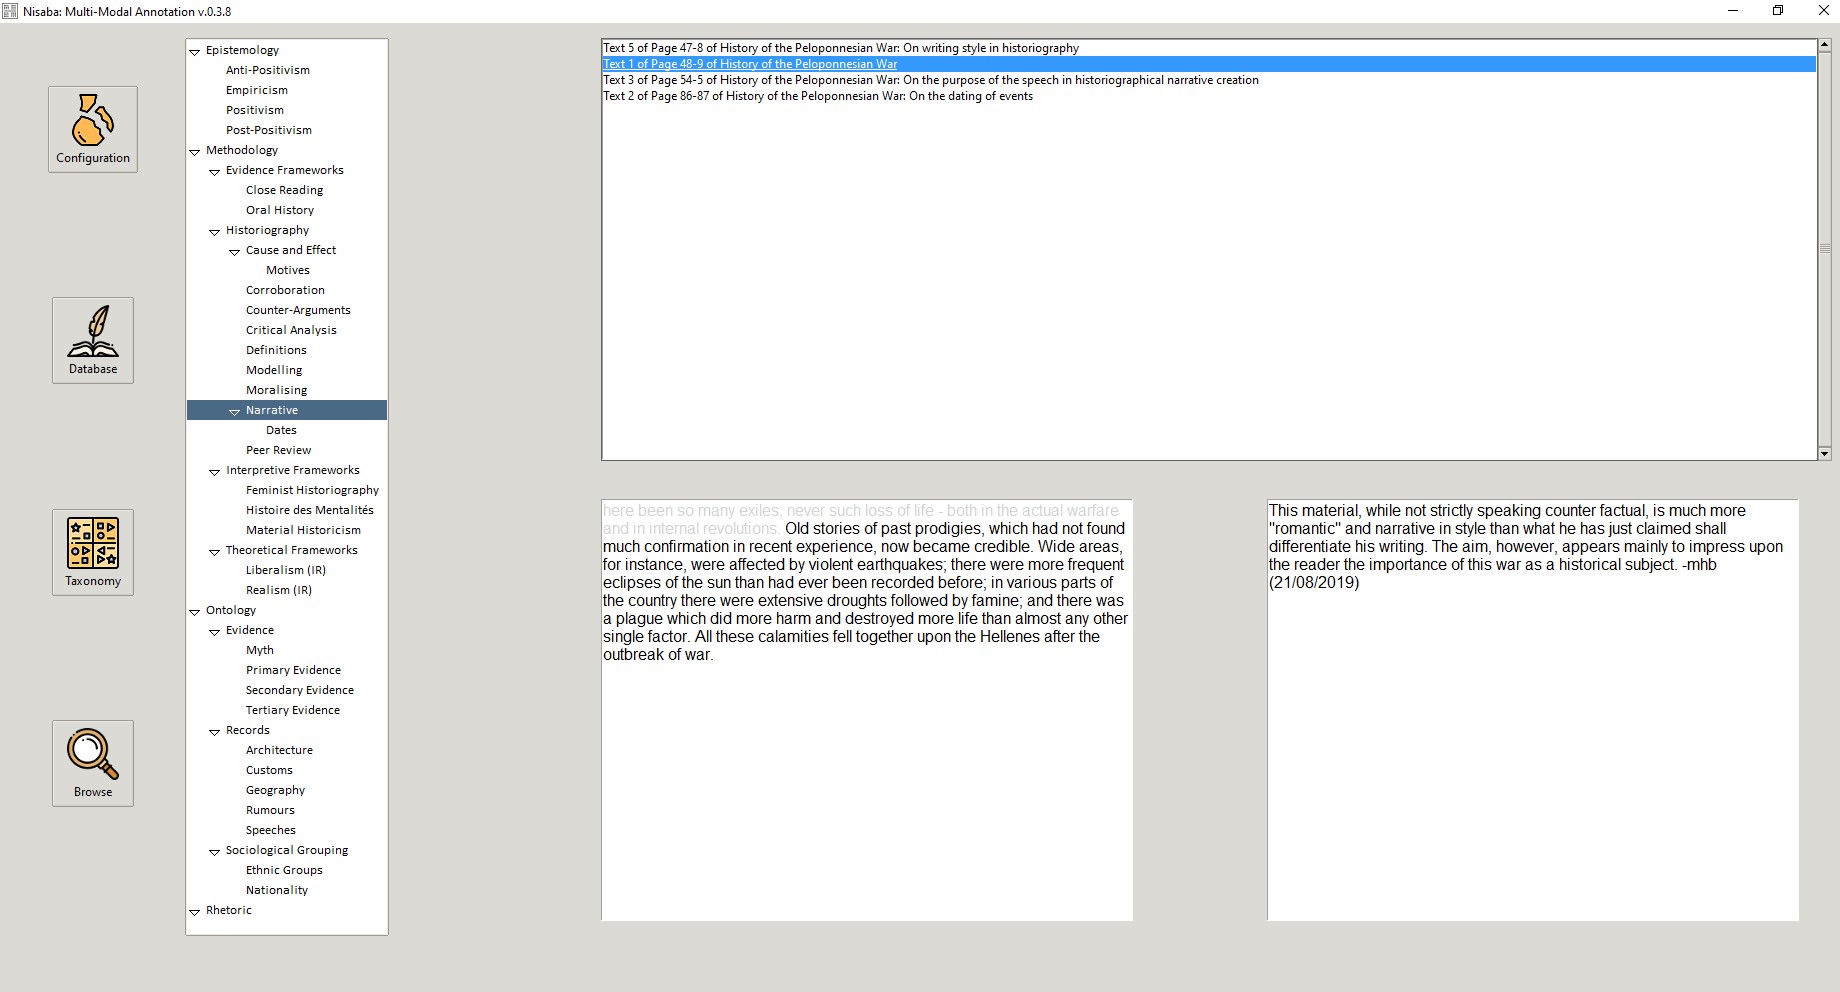 Nisaba: Multi-Modal Annotation v.0.3.8
Configuration
Database
Taxonomy
Browse
Epistemology
Anti-Positivism
Empiricism
Positivism
Post-Positivism
Methodology
Evidence Frameworks
Close Reading
Oral History
Historiography
Cause and Effect
Motives
Corroboration
Counter-Arguments
Critical Analysis
Definitions
Modelling
Moralising
Narrative
Dates
Peer Review
Interpretive Frameworks
Feminist Historiography
Histoire des Mentalités
Material Historicism
Theoretical Frameworks
Liberalism (IR)
Realism (IR)
Ontology
Evidence
Myth
Primary Evidence
Secondary Evidence
Tertiary Evidence
Records
Architecture
Customs
Geography
Rumours
Speeches
Sociological Grouping
Ethnic Groups
Nationality
Rhetoric
Text 5 of Page 47-8 of History of the Peloponnesian War: On writing style in historiography
Text 1 of Page 48-9 of History of the Peloponnesian War
Text 3 of Page 54-5 of History of the Peloponnesian War: On the purpose of the speech in historiographical narrative creation
Text 2 of Page 86-87 of History of the Peloponnesian War: On the dating of events
here been so many exiles; never such loss of life - both in the actual warfare
and in internal revolutions. Old stories of past prodigies, which had not found
much confirmation in recent experience, now became credible. Wide areas,
for instance, were affected by violent earthquakes; there were more frequent
eclipses of the sun than had ever been recorded before; in various parts of
the country there were extensive droughts followed by famine; and there was
a plague which did more harm and destroyed more life than almost any other
single factor. All these calamities fell together upon the Hellenes after the
outbreak of war.
This material, while not strictly speaking counter factual, is much more
"romantic" and narrative in style than what he has just claimed shall
differentiate his writing. The aim, however, appears mainly to impress upon
the reader the importance of this war as a historical subject. -mhb
(21/08/2019)